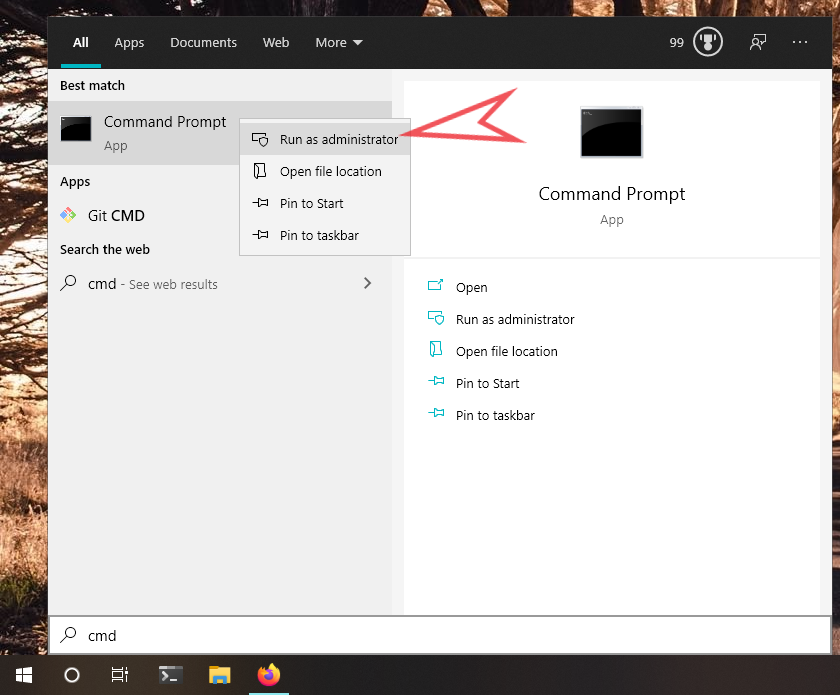 All Apps Documents Web More 99 ...
Best match
Command Prompt
App
Run as administrator
Open file location
Pin to Start
Pin to taskbar
Apps
Git CMD
Search the web
cmd - See web results
Command Prompt
App
Open
Run as administrator
Open file location
Pin to Start
Pin to taskbar
cmd